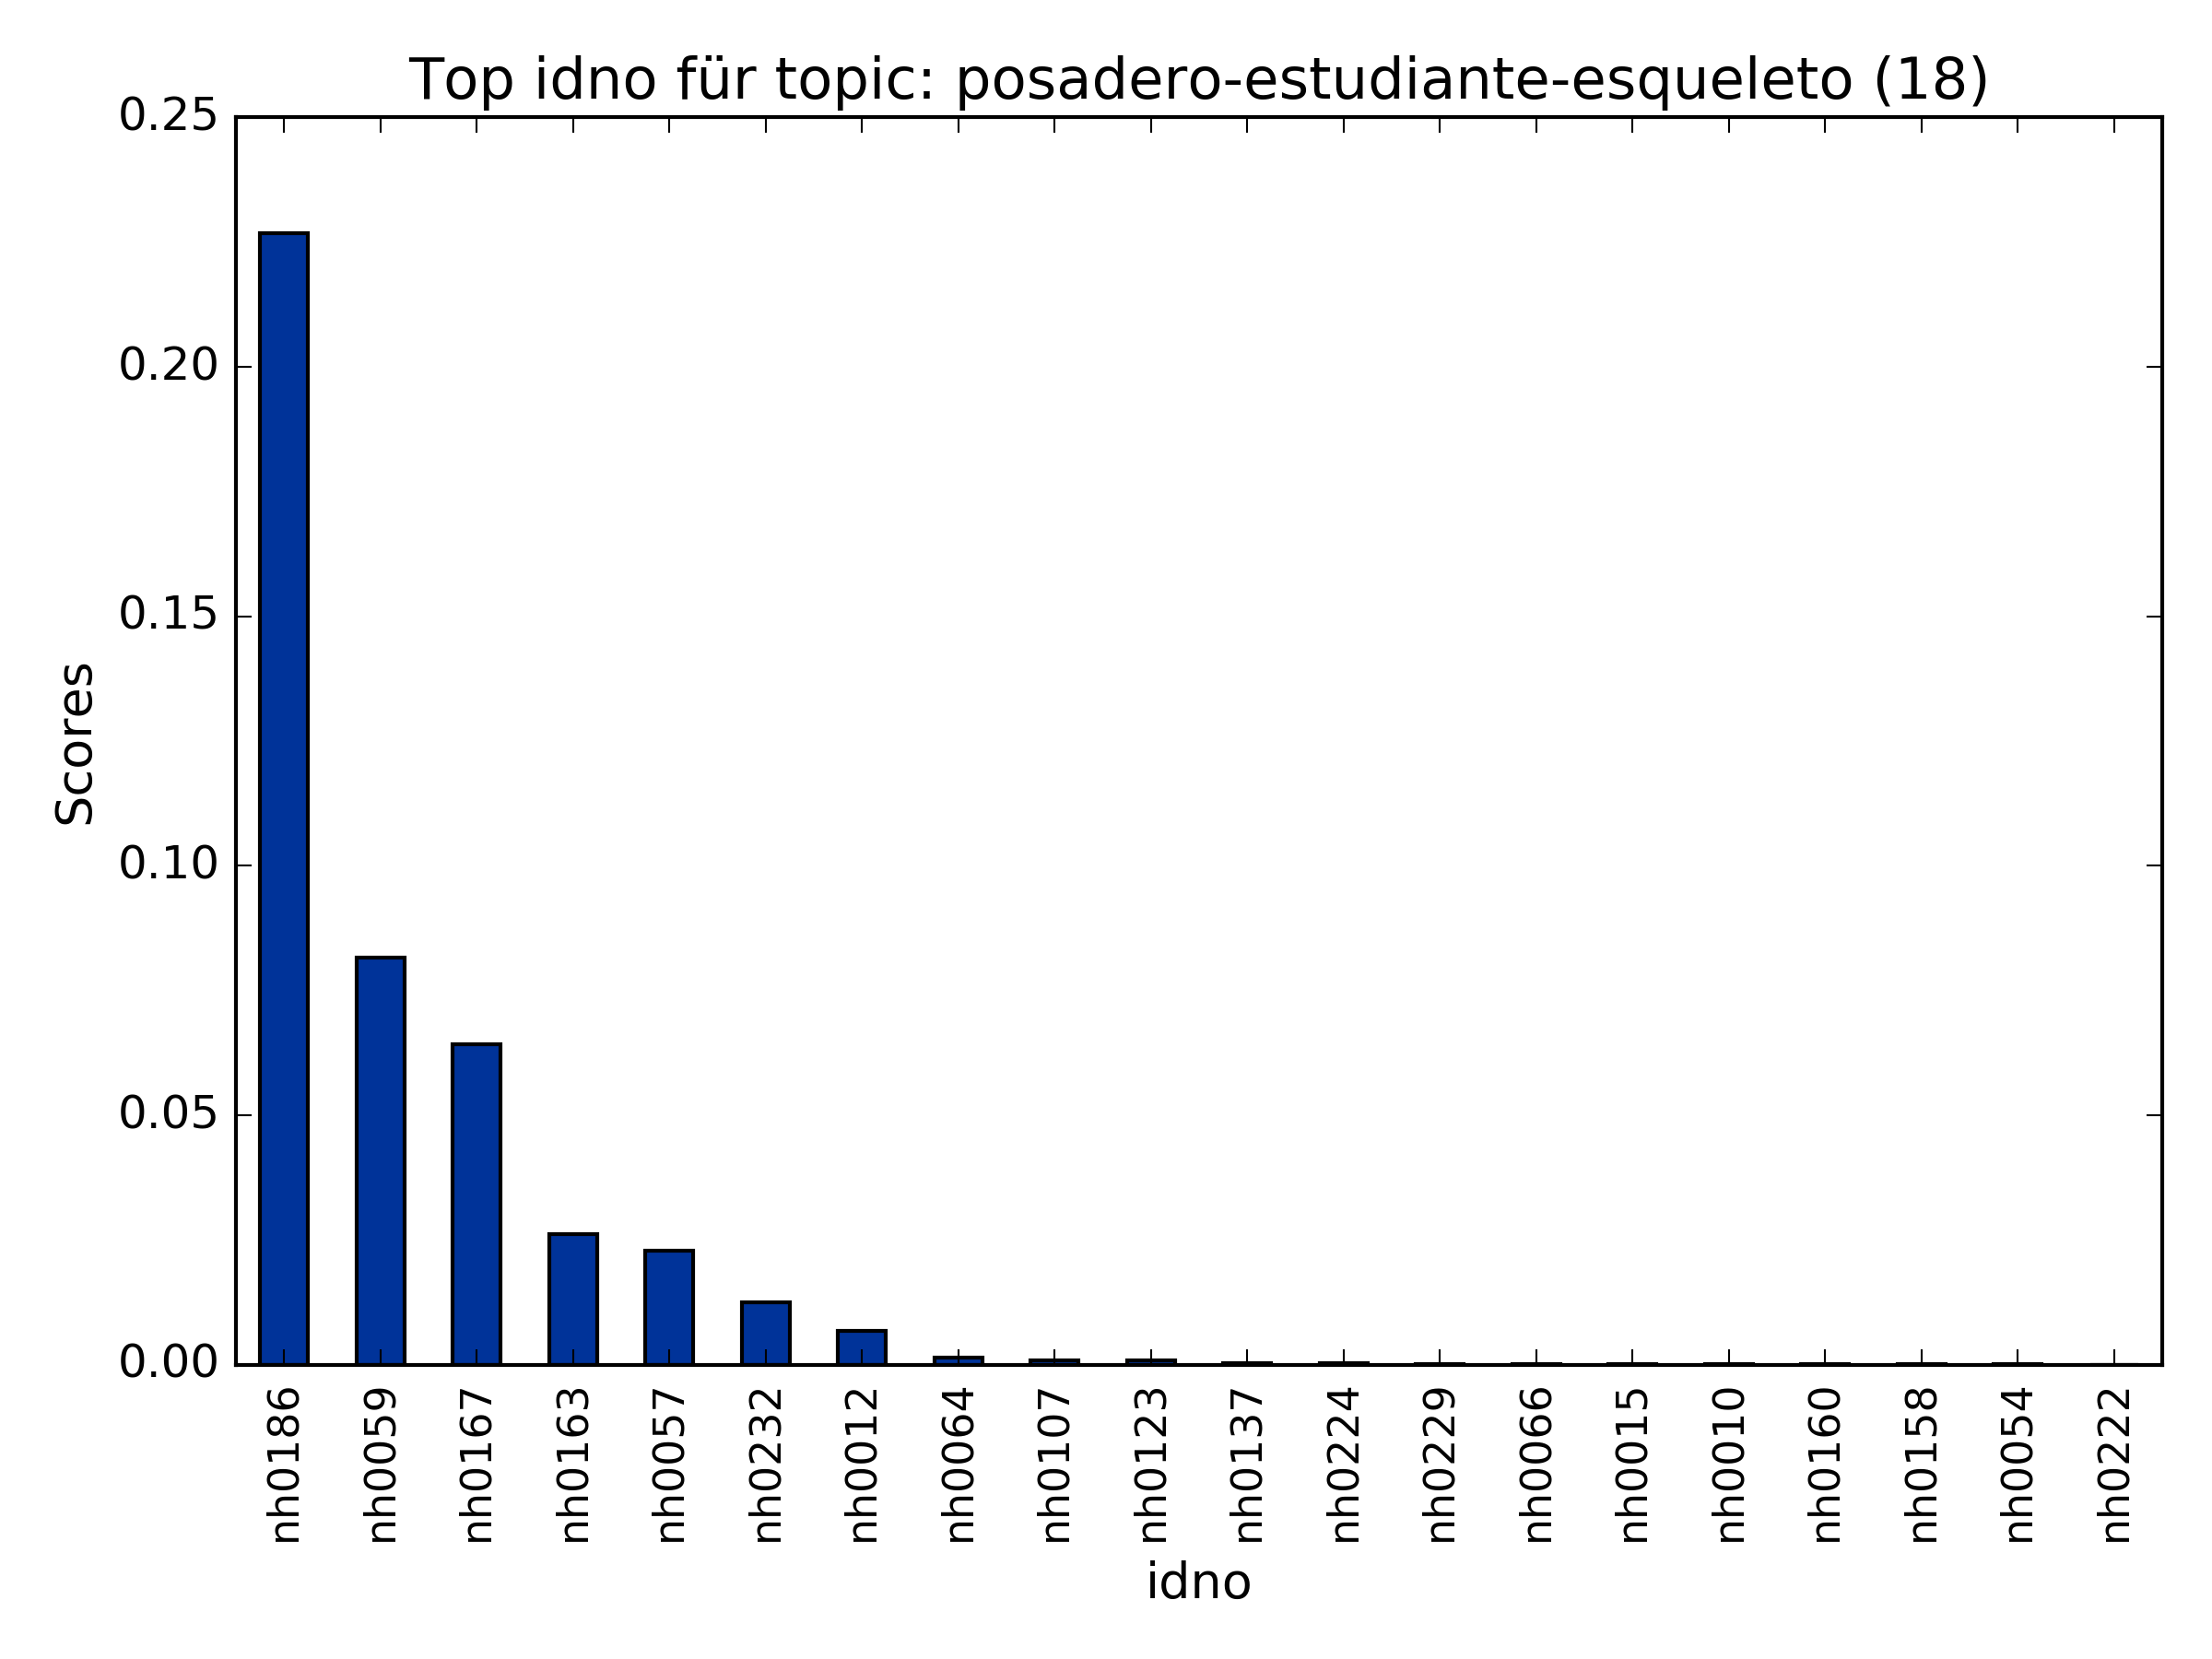 Top idno für topic: posadero-estudiante-esqueleto (18)
0.25
0.20
0.15
0.10
0.05
0.00
Scores
nh0186
nh0059
nh0167
nh0163
nh0057
nh0232
nh0012
nh0064
nh0107
nh0123
nh0137
nh0224
nh0229
nh0066
nh0015
nh0010
nh0160
nh0158
nh0054
nh0222
idno